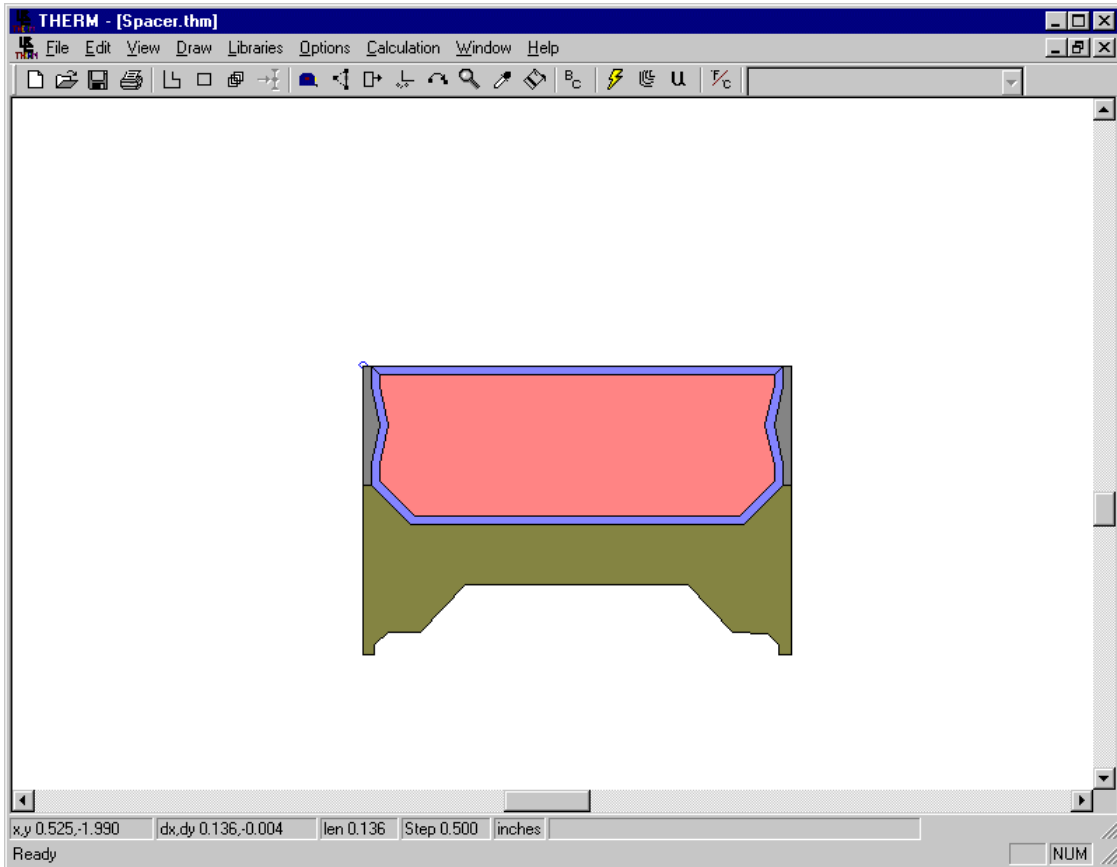 THERM - [Spacer.thm]
File Edit View Draw Libraries Options Calculation Window Help
BC U F/C
x,y 0.525,-1.990 dx,dy 0.136,-0.004 len 0.136 Step 0.500 inches
Ready NUM